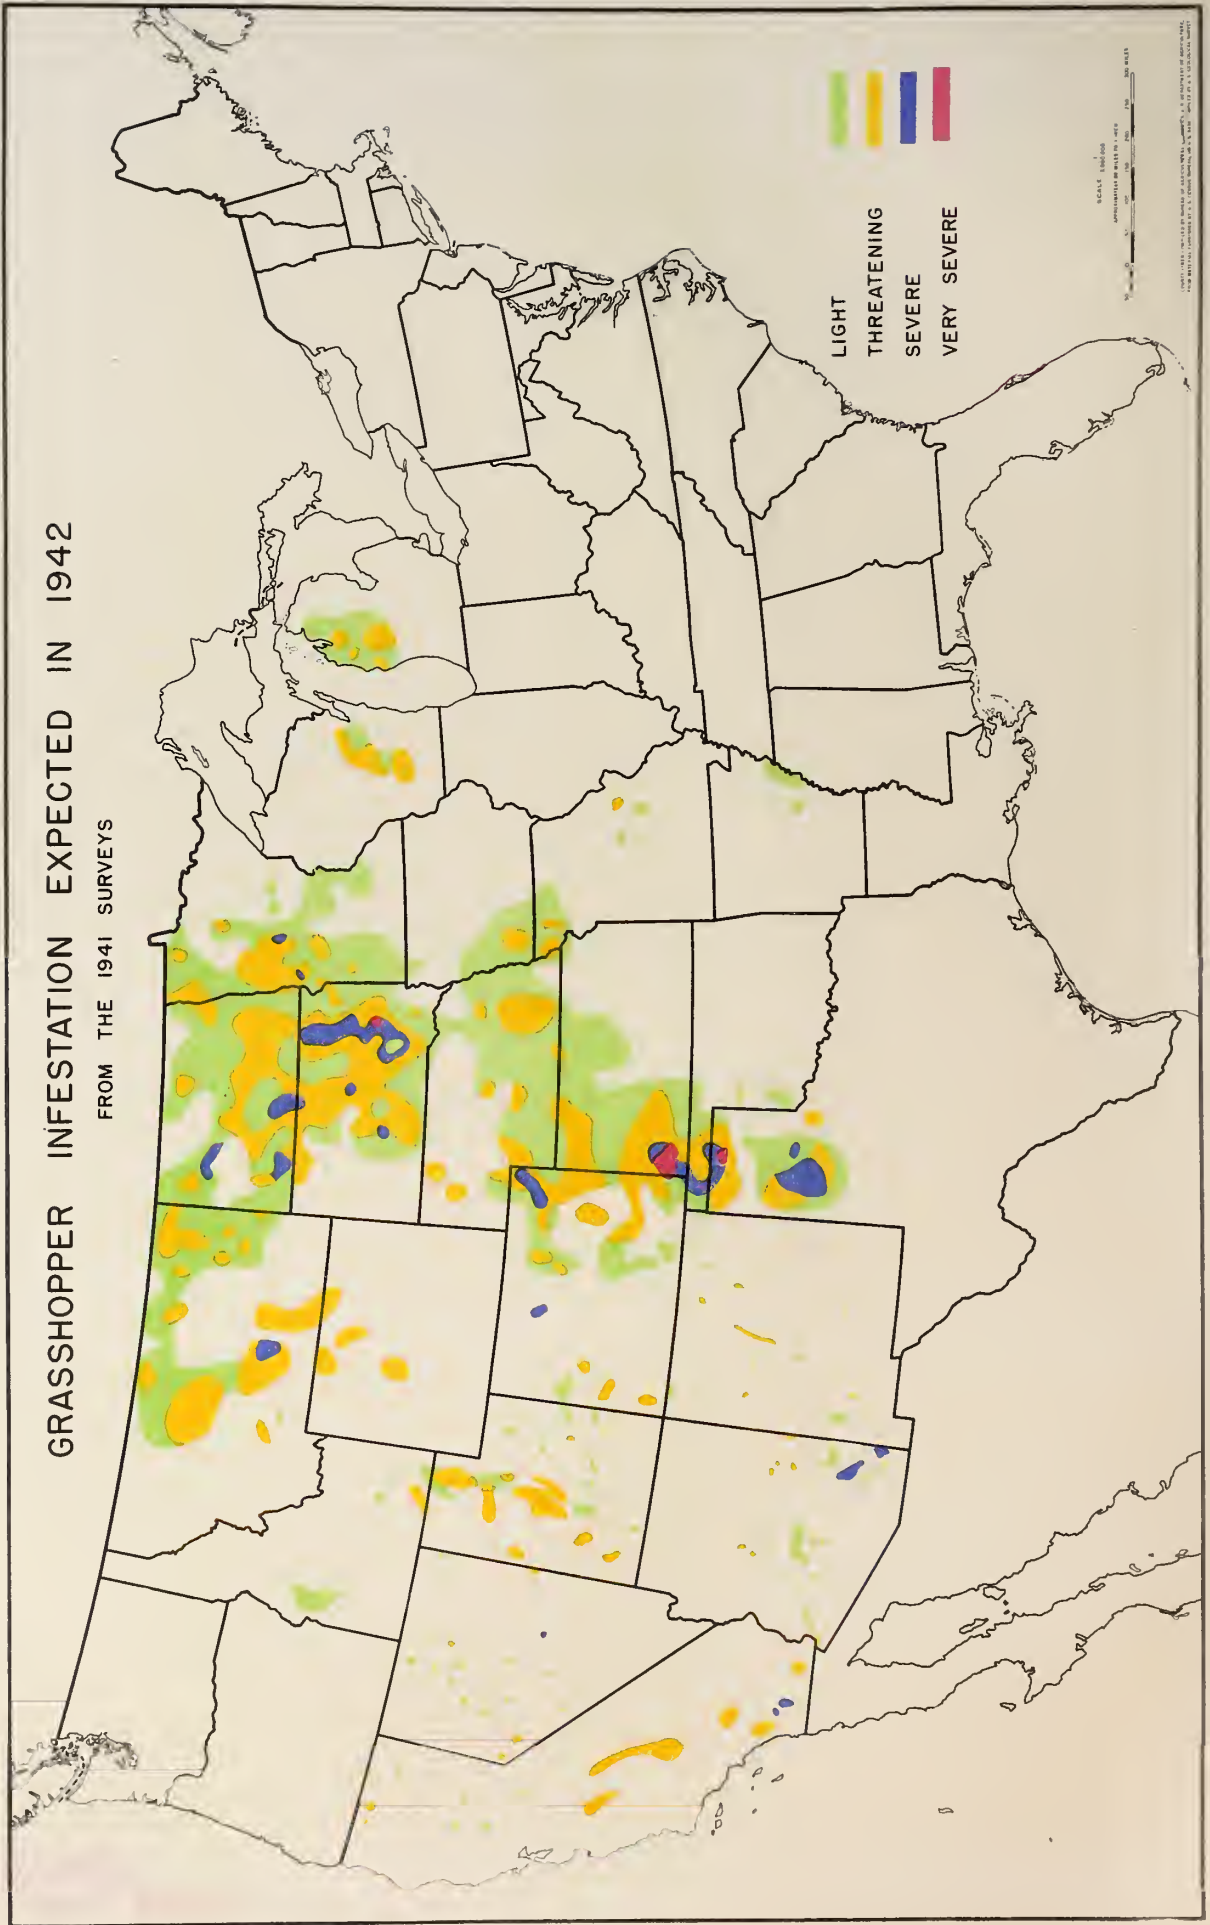 GRASSHOPPER INFESTATION EXPECTED IN 1942
FROM THE 1941 SURVEYS
LIGHT
THREATENING
SEVERE
VERY SEVERE
SCALE